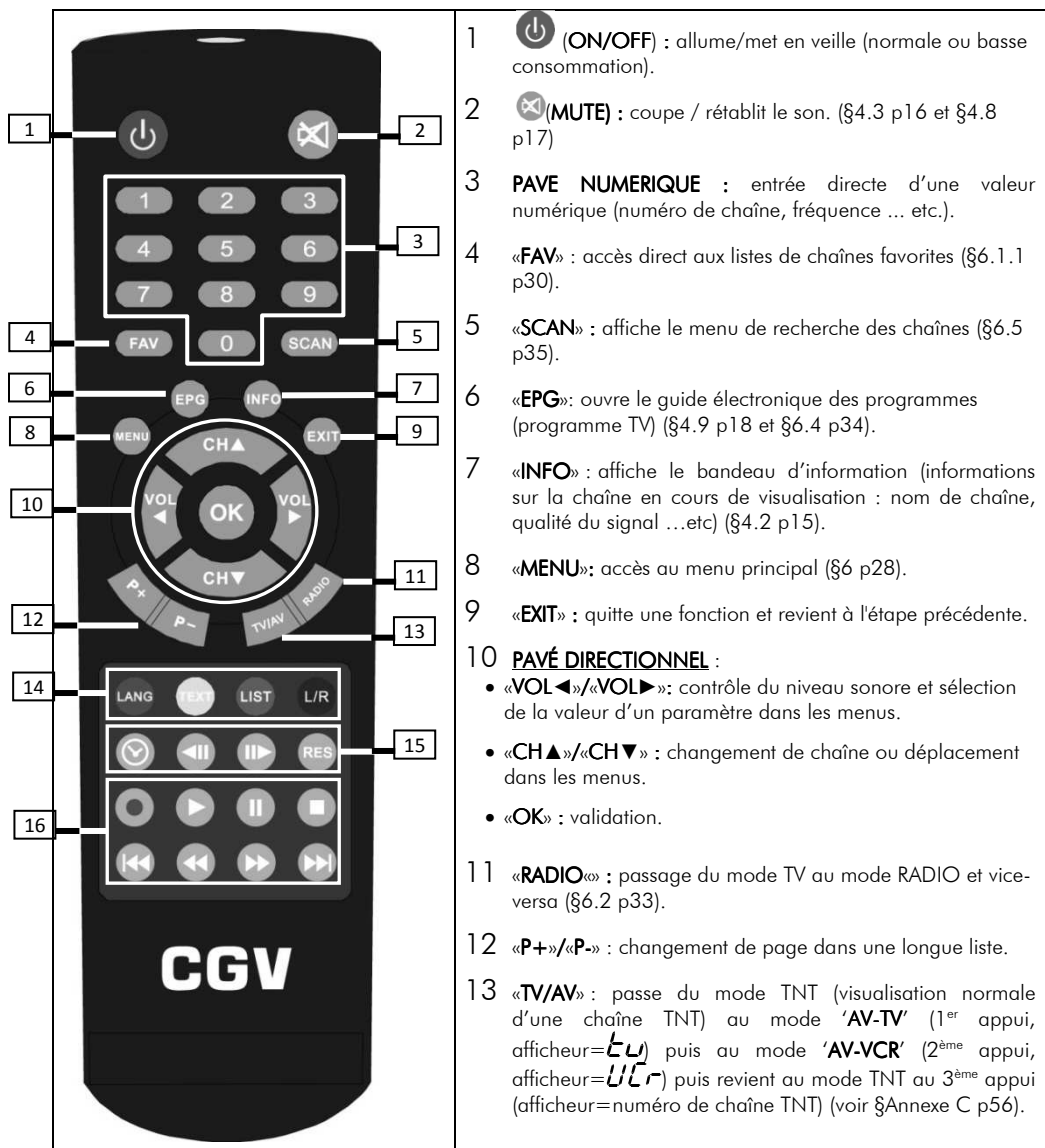 1
2
1 2 3
4 5 6
3
7 8 9
4
FAV 0 SCAN
5
6
EPG INFO
7
8
MENU EXIT
9
CH▲
10
VOL ◄ OK VOL ►
CH▼
P+ P- TV/AV RADIO
11
12
13
14
LANG TEXT LIST L/R
RES
15
16
CGV
1 (ON/OFF) : allume/met en veille (normale ou basse
consommation).
2 (MUTE) : coupe / rétablit le son. (§4.3 p16 et §4.8
p17)
3 PAVE NUMERIQUE : entrée directe d’une valeur
numérique (numéro de chaîne, fréquence ... etc.).
4 «FAV» : accès direct aux listes de chaînes favorites (§6.1.1
p30).
5 «SCAN» : affiche le menu de recherche des chaînes (§6.5
p35).
6 «EPG»: ouvre le guide électronique des programmes
(programme TV) (§4.9 p18 et §6.4 p34).
7 «INFO» : affiche le bandeau d’information (informations
sur la chaîne en cours de visualisation : nom de chaîne,
qualité du signal …etc) (§4.2 p15).
8 «MENU»: accès au menu principal (§6 p28).
9 «EXIT» : quitte une fonction et revient à l'étape précédente.
10 PAVÉ DIRECTIONNEL :
• «VOL◄»/«VOL►»: contrôle du niveau sonore et sélection
de la valeur d’un paramètre dans les menus.
• «CH▲»/«CH▼» : changement de chaîne ou déplacement
dans les menus.
• «OK» : validation.
11 «RADIO«» : passage du mode TV au mode RADIO et vice-
versa (§6.2 p33).
12 «P+»/«P-» : changement de page dans une longue liste.
13 «TV/AV» : passe du mode TNT (visualisation normale
d’une chaîne TNT) au mode ‘AV-TV’ (1er appui,
afficheur=tv) puis au mode ‘AV-VCR’ (2ème appui,
afficheur=UCr) puis revient au mode TNT au 3ème appui
(afficheur=numéro de chaîne TNT) (voir §Annexe C p56).